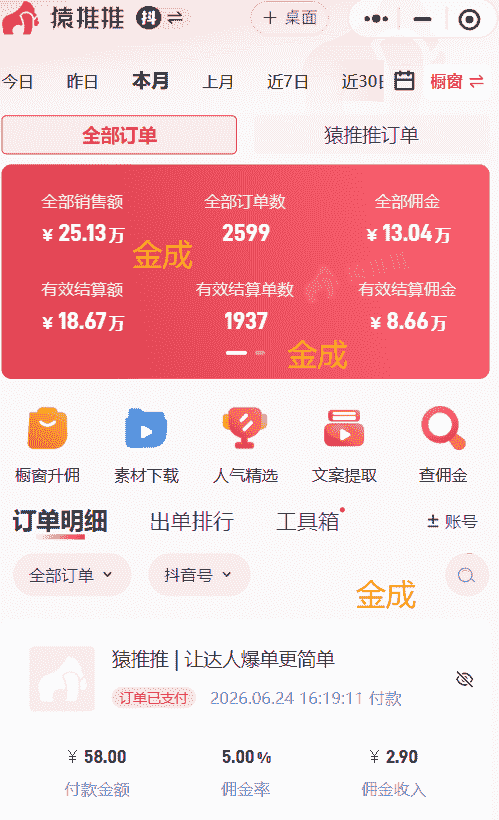 猿推推 抖 + 桌面
今日 昨日 本月 上月 近7日 近30日 橱窗
全部订单 猿推推订单
全部销售额 全部订单数 全部佣金
¥ 25.13万 2599 ¥ 13.04万
金成
有效结算额 有效结算单数 有效结算佣金
¥ 18.67万 1937 ¥ 8.66万
金成
橱窗升佣 素材下载 人气精选 文案提取 查佣金
订单明细 出单排行 工具箱 ± 账号
全部订单 抖音号
金成
猿推推 | 让达人爆单更简单
订单已支付 2026.06.24 16:19:11 付款
¥ 58.00 5.00% ¥ 2.90
付款金额 佣金率 佣金收入